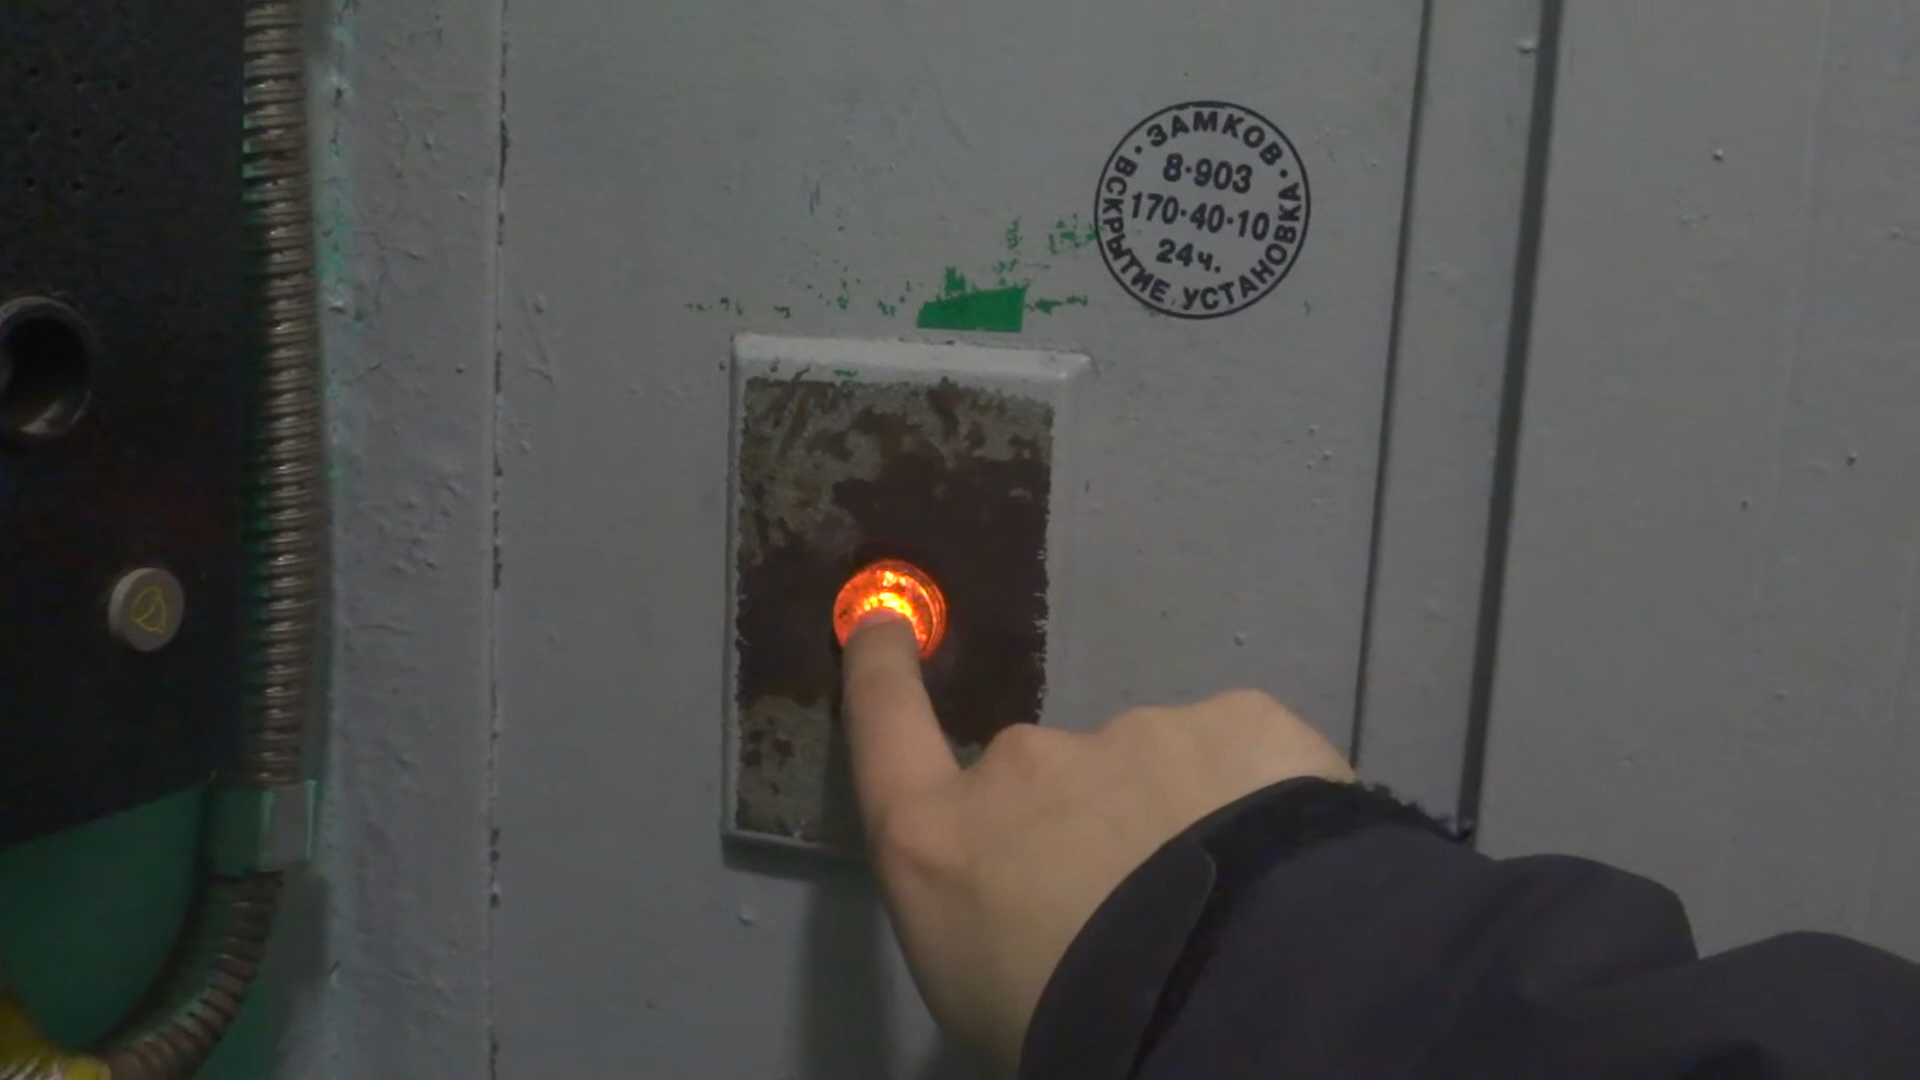 · ЗАМКОВ ·
8·903
170·40·10
24ч.
ВСКРЫТИЕ, УСТАНОВКА